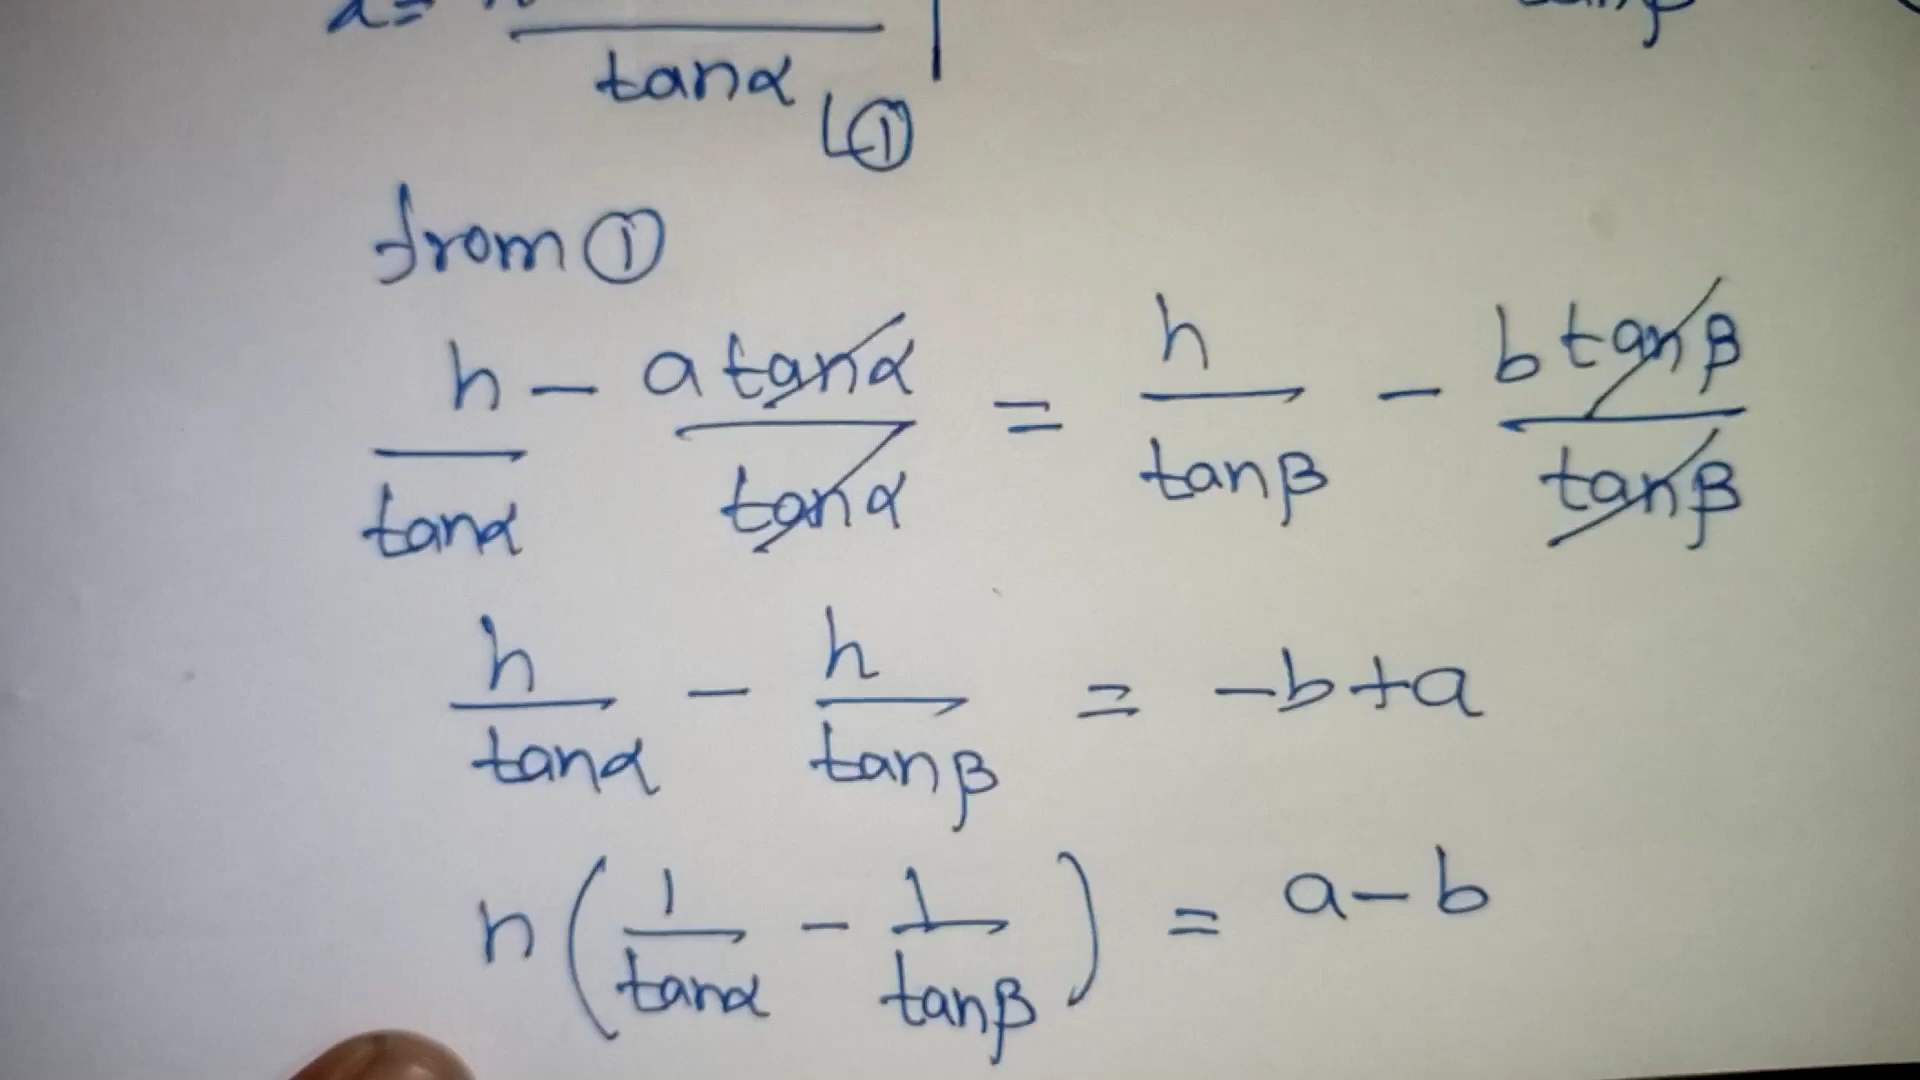 tanα
①
from ①
h/tanα - a tanα/tanα = h/tanβ - b tanβ/tanβ
h/tanα - h/tanβ = -b+a
h(1/tanα - 1/tanβ) = a-b